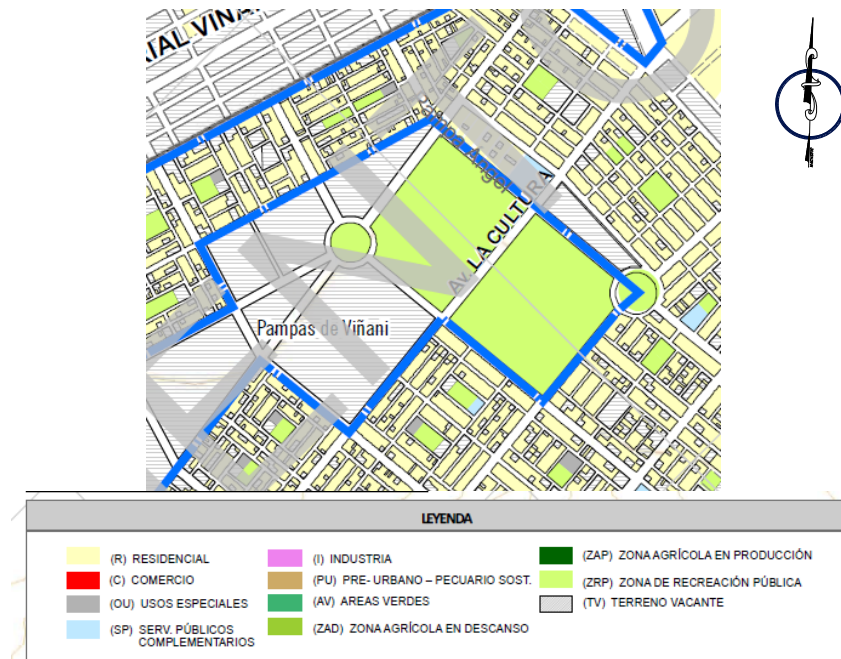 RIAL VIÑA
Av. LA CULTURA
Pampas de Viñani
LEYENDA
(R) RESIDENCIAL
(C) COMERCIO
(OU) USOS ESPECIALES
(SP) SERV. PÚBLICOS
COMPLEMENTARIOS
(I) INDUSTRIA
(PU) PRE- URBANO – PECUARIO SOST.
(AV) AREAS VERDES
(ZAD) ZONA AGRÍCOLA EN DESCANSO
(ZAP) ZONA AGRÍCOLA EN PRODUCCIÓN
(ZRP) ZONA DE RECREACIÓN PÚBLICA
(TV) TERRENO VACANTE